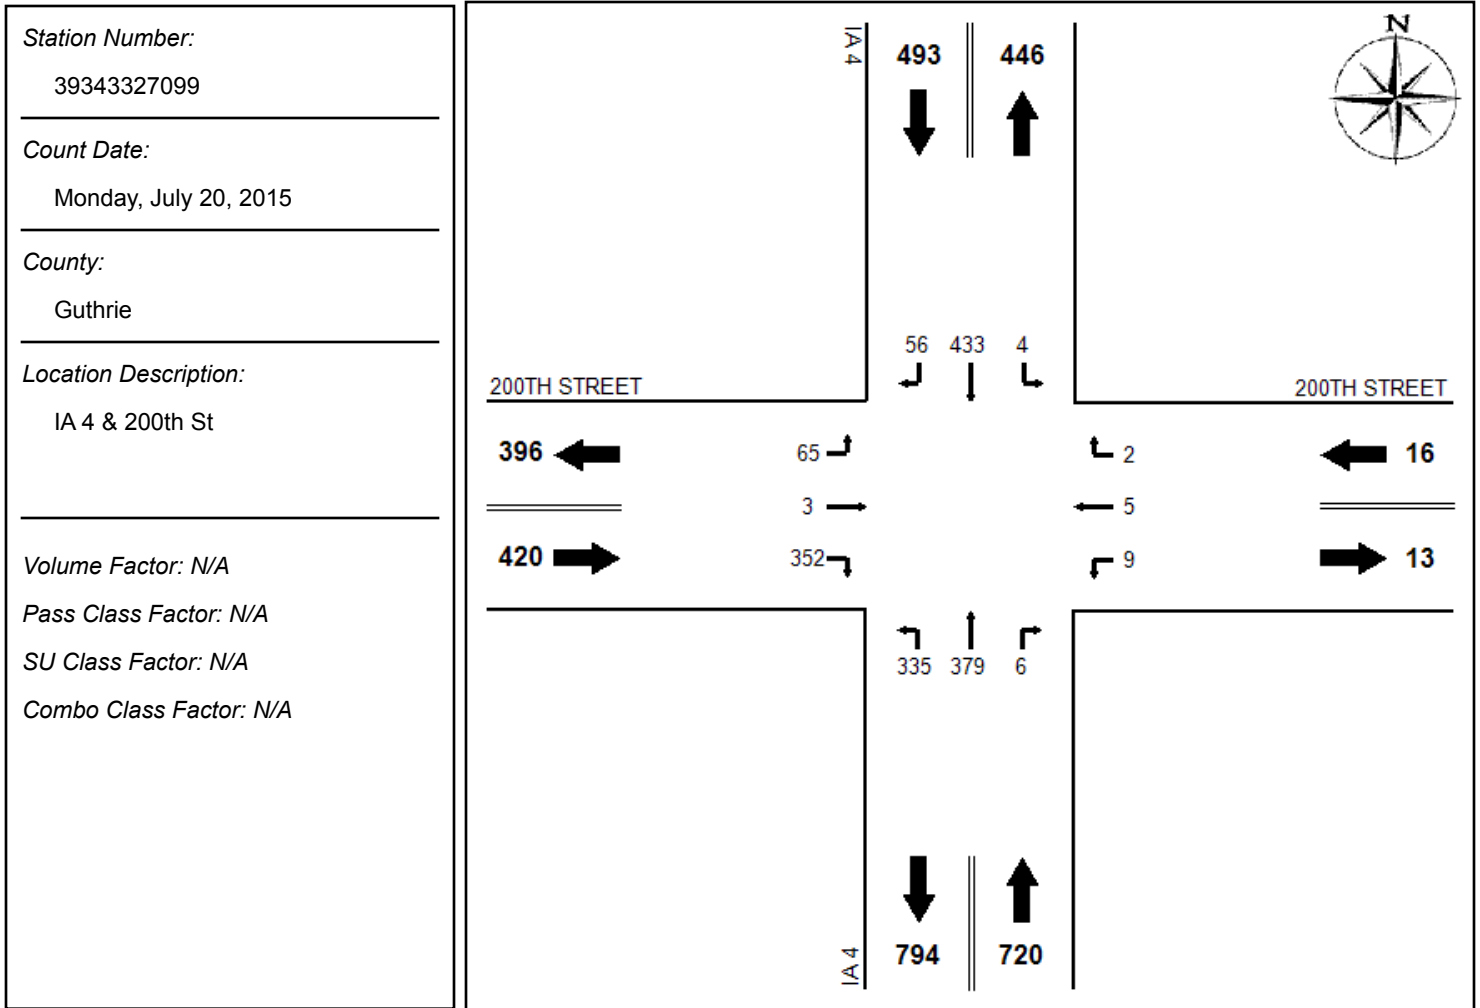 Station Number:
39343327099
Count Date:
Monday, July 20, 2015
County:
Guthrie
Location Description:
IA 4 & 200th St
Volume Factor: N/A
Pass Class Factor: N/A
SU Class Factor: N/A
Combo Class Factor: N/A
N
IA 4
493 446
56 433 4
200TH STREET
200TH STREET
396 65 2 16
3 5
420 352 9 13
335 379 6
IA 4
794 720